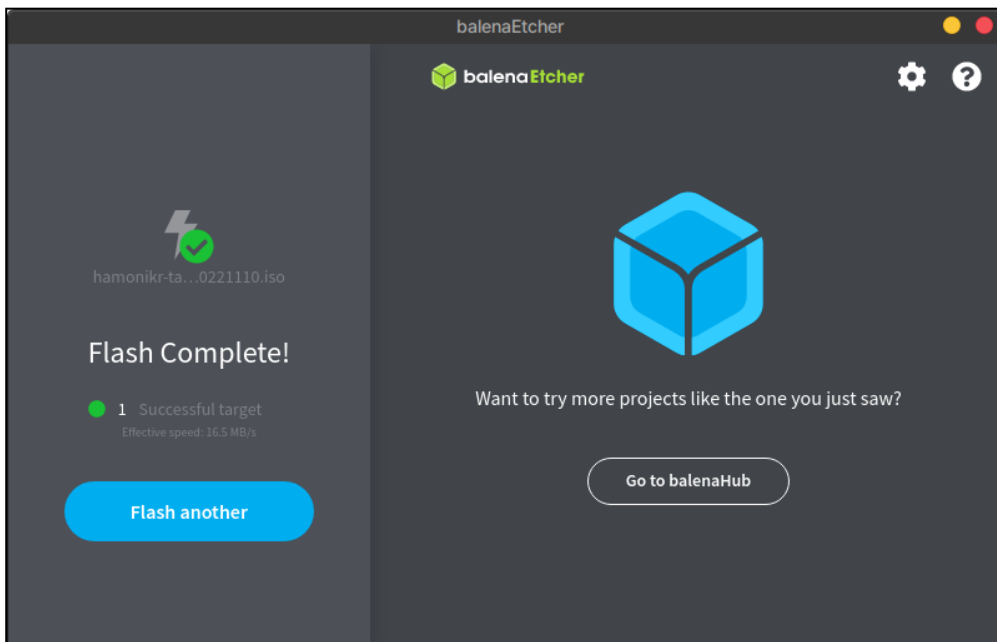 balenaEtcher
balenaEtcher
hamonikr-ta...0221110.iso
Flash Complete!
1 Successful target
Effective speed: 16.5 MB/s
Flash another
Want to try more projects like the one you just saw?
Go to balenaHub